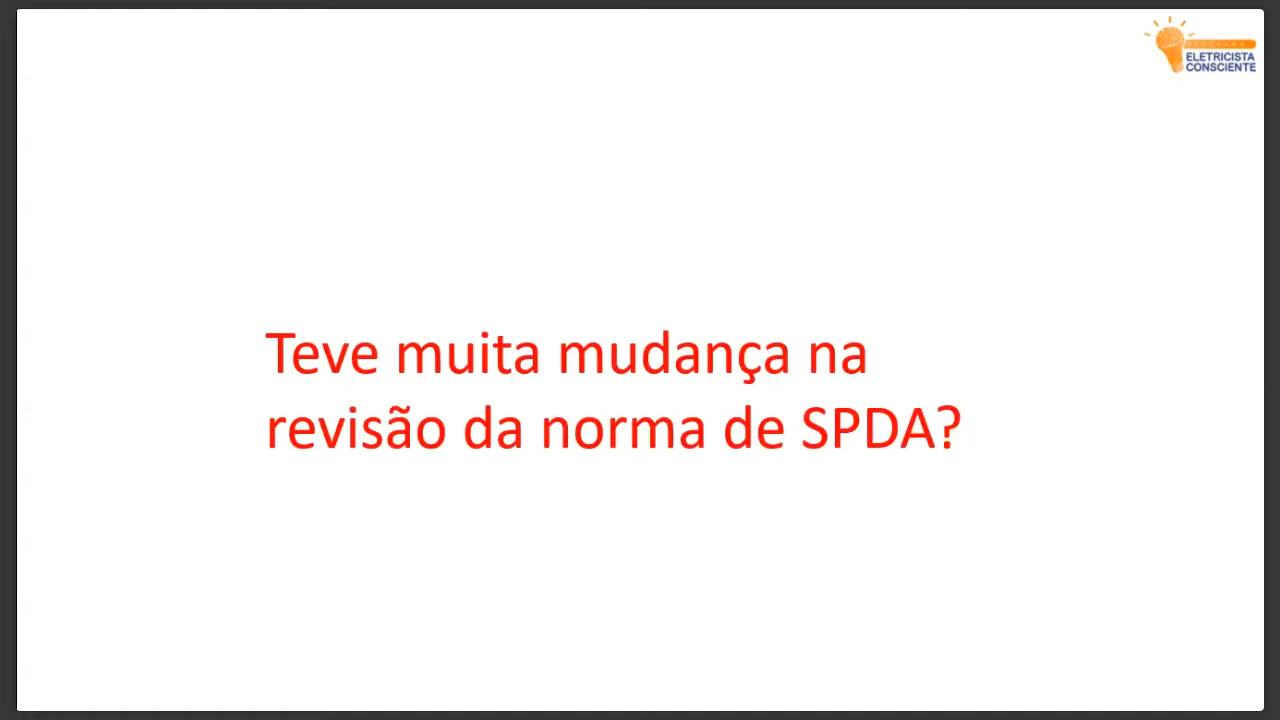 ELETRICISTA
CONSCIENTE
Teve muita mudança na
revisão da norma de SPDA?